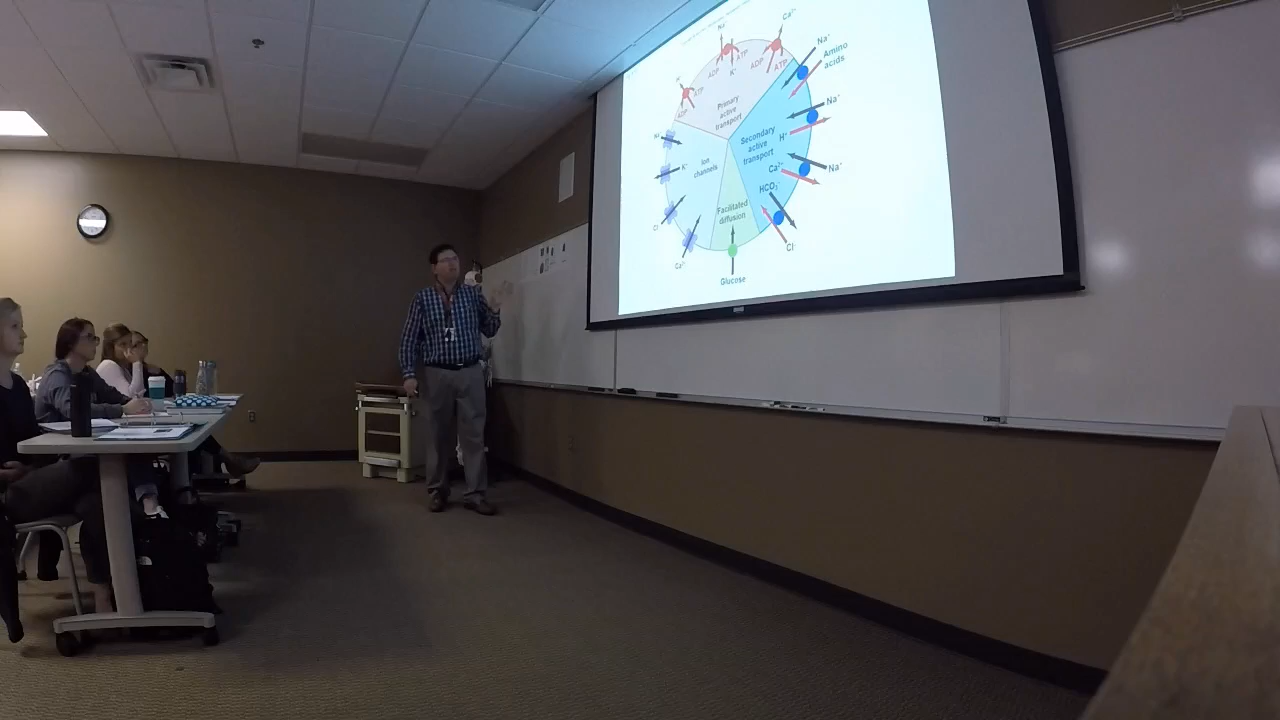 Na⁺
Ca²⁺
K⁺
ADP
ATP
ADP
ATP
ATP
ADP
Primary
active
transport
Na⁺
Amino
acids
Na⁺
H⁺
Secondary
active
transport
Ca²⁺
Na⁺
HCO₃⁻
Cl
Ion
channels
K⁺
Cl
Ca²⁺
Facilitated
diffusion
Glucose